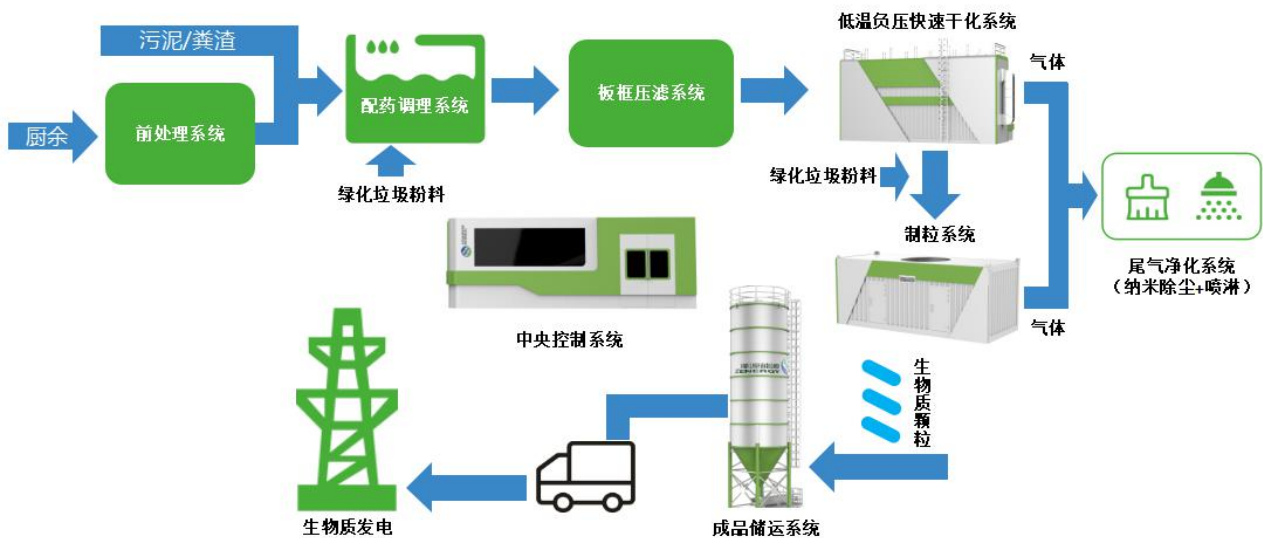 低温负压快速干化系统
污泥/粪渣
气体
配药调理系统
板框压滤系统
厨余
前处理系统
绿化垃圾粉料
绿化垃圾粉料
制粒系统
尾气净化系统
（纳米除尘+喷淋）
中央控制系统
气体
生物质颗粒
ZENERGY
生物质发电
成品储运系统